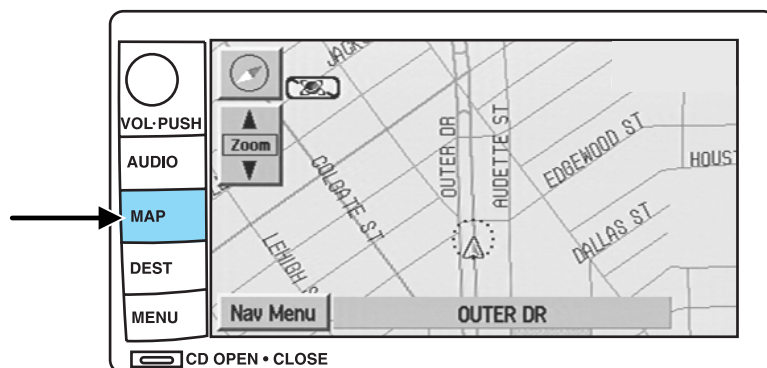 VOL·PUSH
AUDIO
MAP
DEST
MENU
CD OPEN • CLOSE
Zoom
OUTER DR
AUDETTE ST
EDGEWOOD ST
HOUS
COLGATE ST
DALLAS ST
LEHIGH S
Nav Menu
OUTER DR